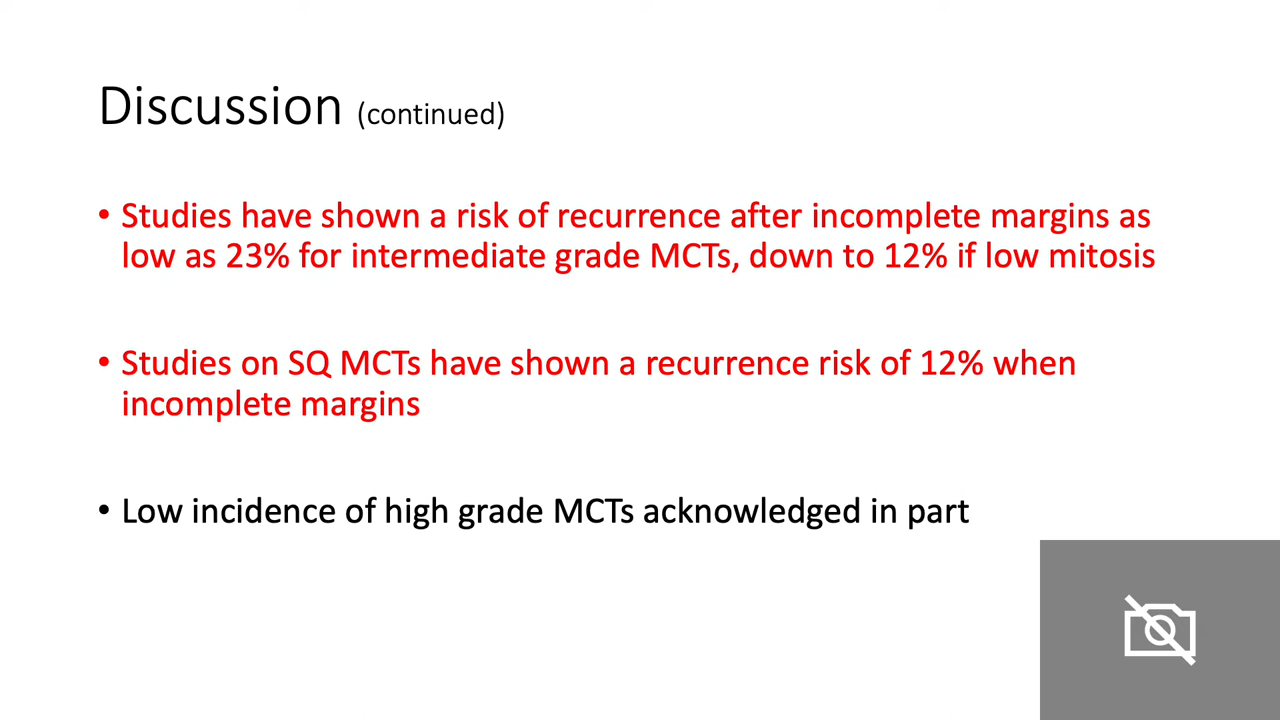 Discussion (continued)
• Studies have shown a risk of recurrence after incomplete margins as
low as 23% for intermediate grade MCTs, down to 12% if low mitosis
• Studies on SQ MCTs have shown a recurrence risk of 12% when
incomplete margins
• Low incidence of high grade MCTs acknowledged in part